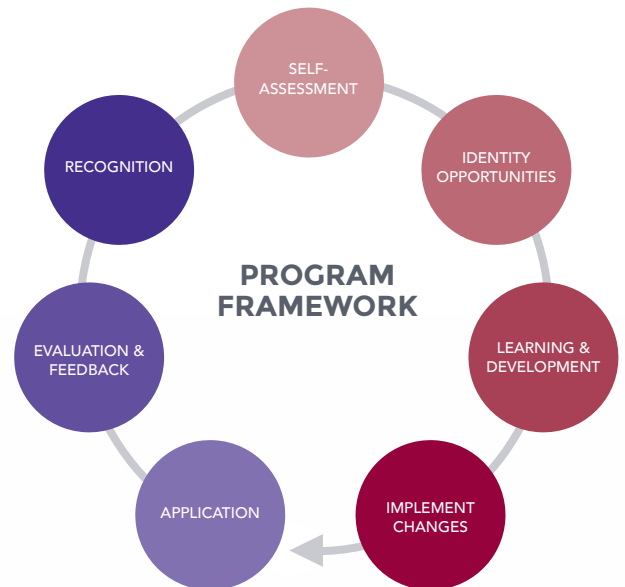 SELF-
ASSESSMENT
IDENTITY
OPPORTUNITIES
LEARNING &
DEVELOPMENT
IMPLEMENT
CHANGES
APPLICATION
EVALUATION &
FEEDBACK
RECOGNITION
PROGRAM
FRAMEWORK